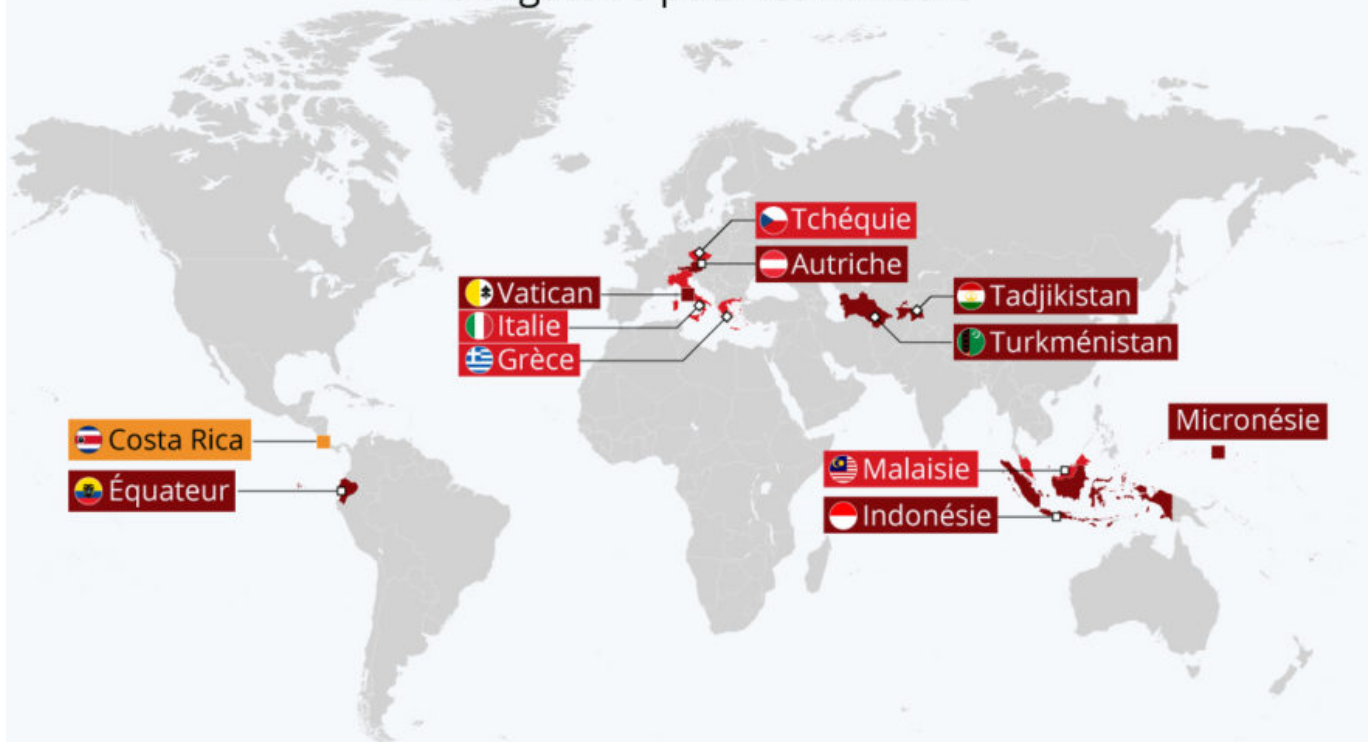 Tchéquie
Autriche
Vatican
Italie
Grèce
Tadjikistan
Turkménistan
Costa Rica
Équateur
Micronésie
Malaisie
Indonésie